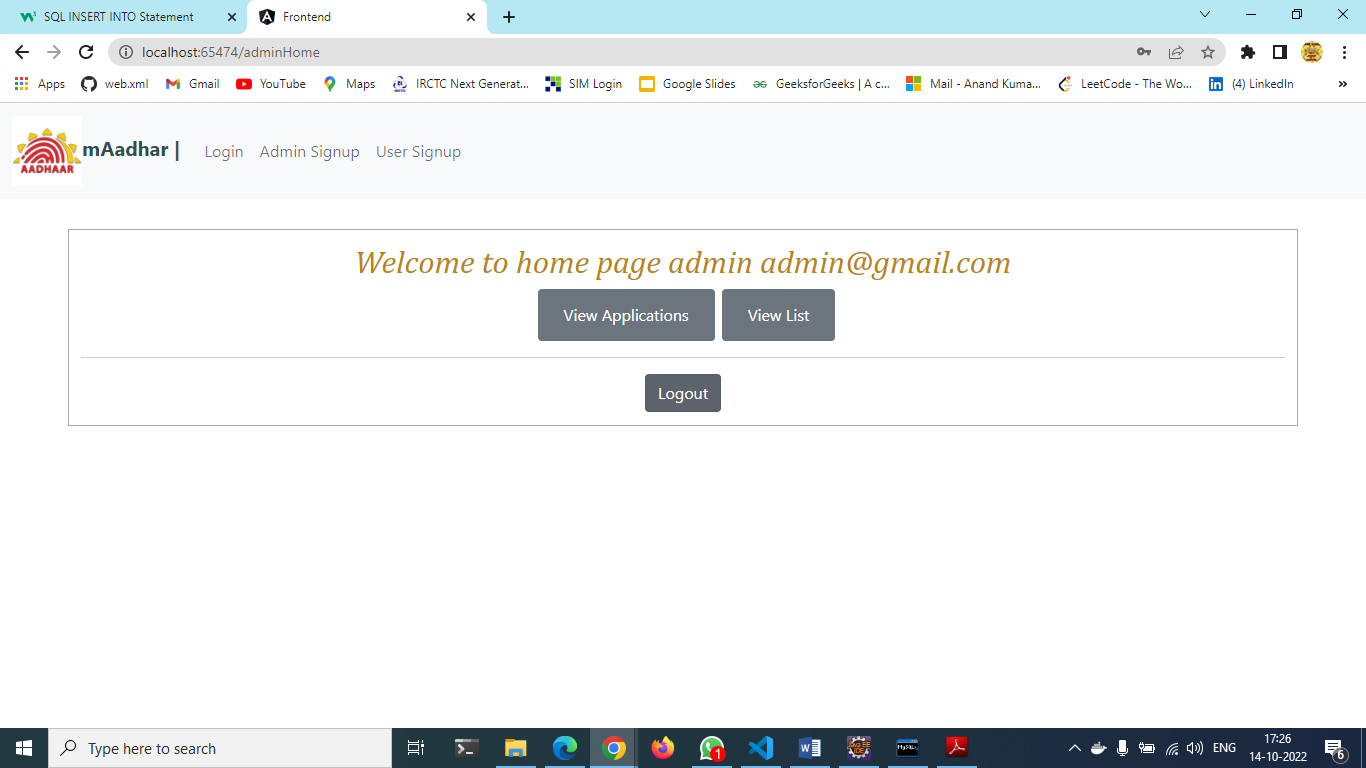 SQL INSERT INTO Statement
Frontend
localhost:65474/adminHome
Apps web.xml Gmail YouTube Maps IRCTC Next Generat... SIM Login Google Slides GeeksforGeeks | A c... Mail - Anand Kuma... LeetCode - The Wo... (4) LinkedIn »
AADHAAR
mAadhar | Login Admin Signup User Signup
Welcome to home page admin admin@gmail.com
View Applications View List
Logout
Type here to search
1
MySQL
ENG
17:26
14-10-2022
6